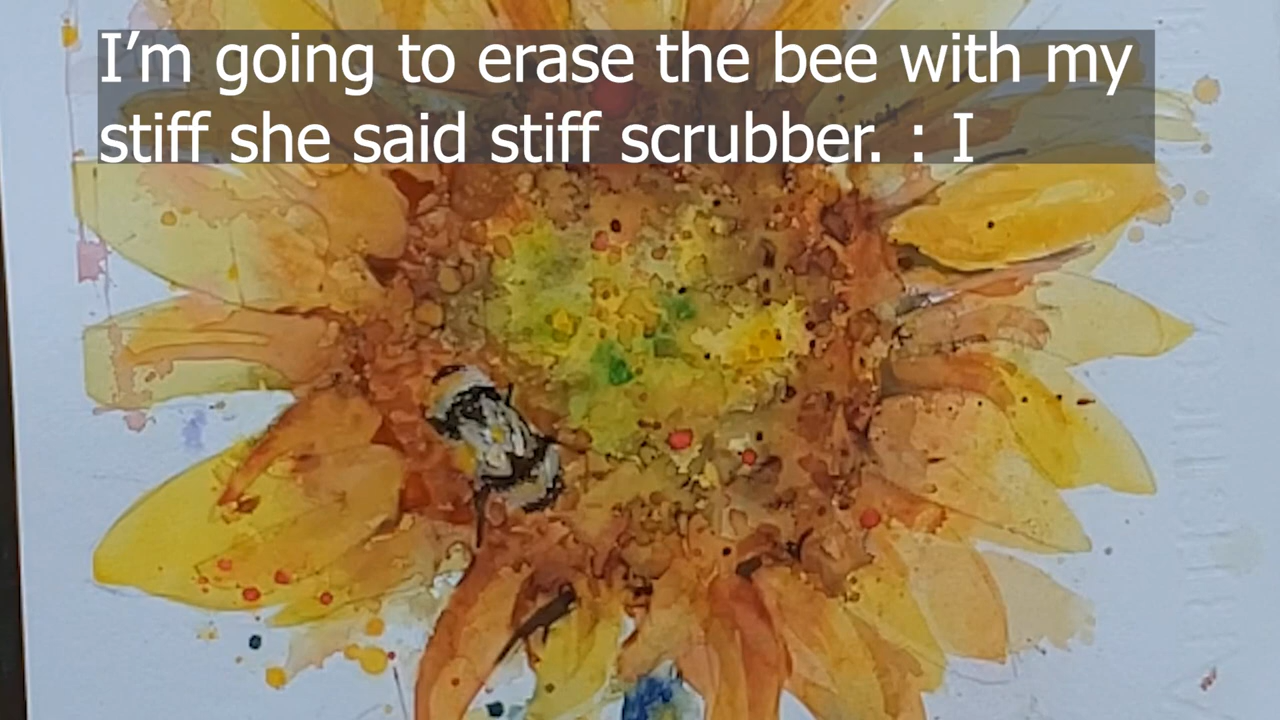 I’m going to erase the bee with my
stiff she said stiff scrubber. : I